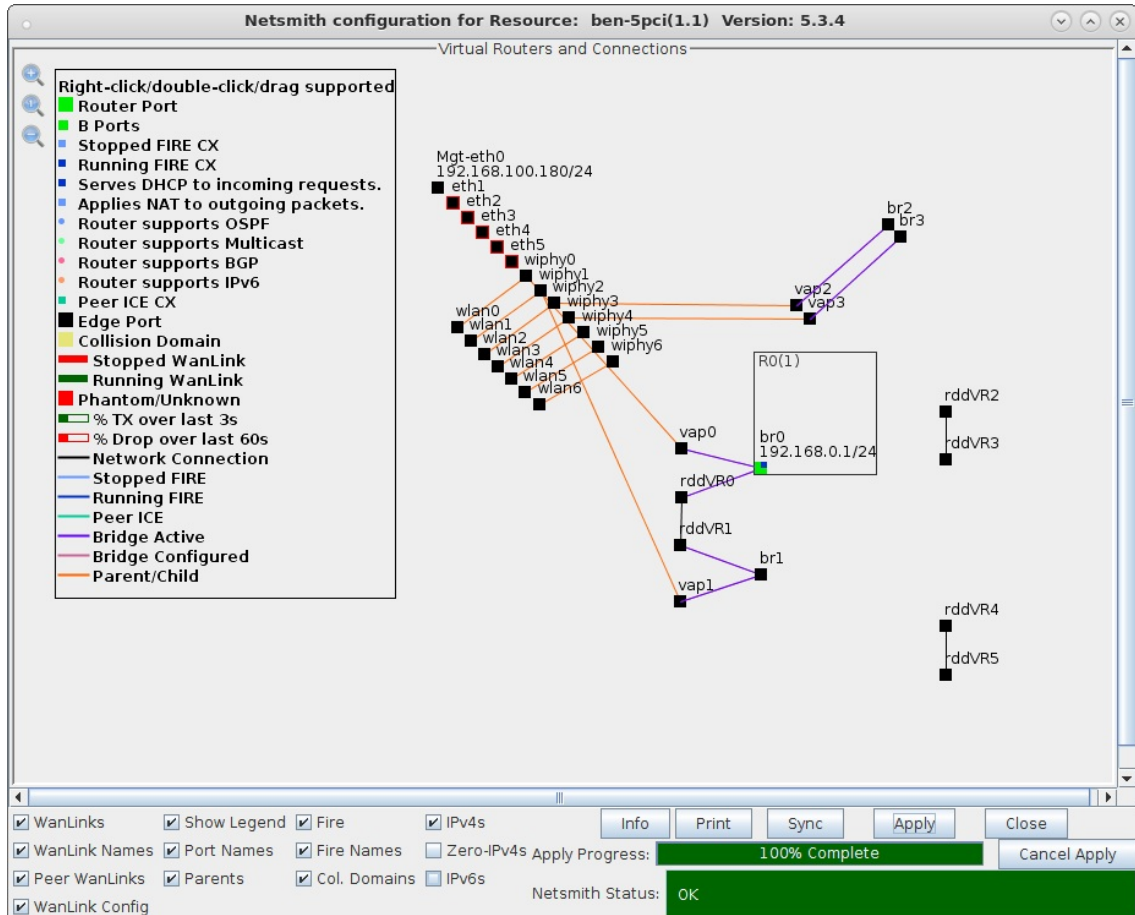 Netsmith configuration for Resource: ben-5pci(1.1) Version: 5.3.4
Virtual Routers and Connections
Right-click/double-click/drag supported
Router Port
B Ports
Stopped FIRE CX
Running FIRE CX
Serves DHCP to incoming requests.
Applies NAT to outgoing packets.
Router supports OSPF
Router supports Multicast
Router supports BGP
Router supports IPv6
Peer ICE CX
Edge Port
Collision Domain
Stopped WanLink
Running WanLink
Phantom/Unknown
% TX over last 3s
% Drop over last 60s
Network Connection
Stopped FIRE
Running FIRE
Peer ICE
Bridge Active
Bridge Configured
Parent/Child
Mgt-eth0
192.168.100.180/24
eth1
eth2
eth3
eth4
eth5
wiphy0
wiphy1
wiphy2
wiphy3
wiphy4
wiphy5
wiphy6
wlan0
wlan1
wlan2
wlan3
wlan4
wlan5
wlan6
br2
br3
vap2
vap3
R0(1)
br0
192.168.0.1/24
vap0
rddVR0
rddVR1
br1
vap1
rddVR2
rddVR3
rddVR4
rddVR5
WanLinks Show Legend Fire IPv4s Info Print Sync Apply Close
WanLink Names Port Names Fire Names Zero-IPv4s Apply Progress: 100% Complete Cancel Apply
Peer WanLinks Parents Col. Domains IPv6s Netsmith Status: OK
WanLink Config